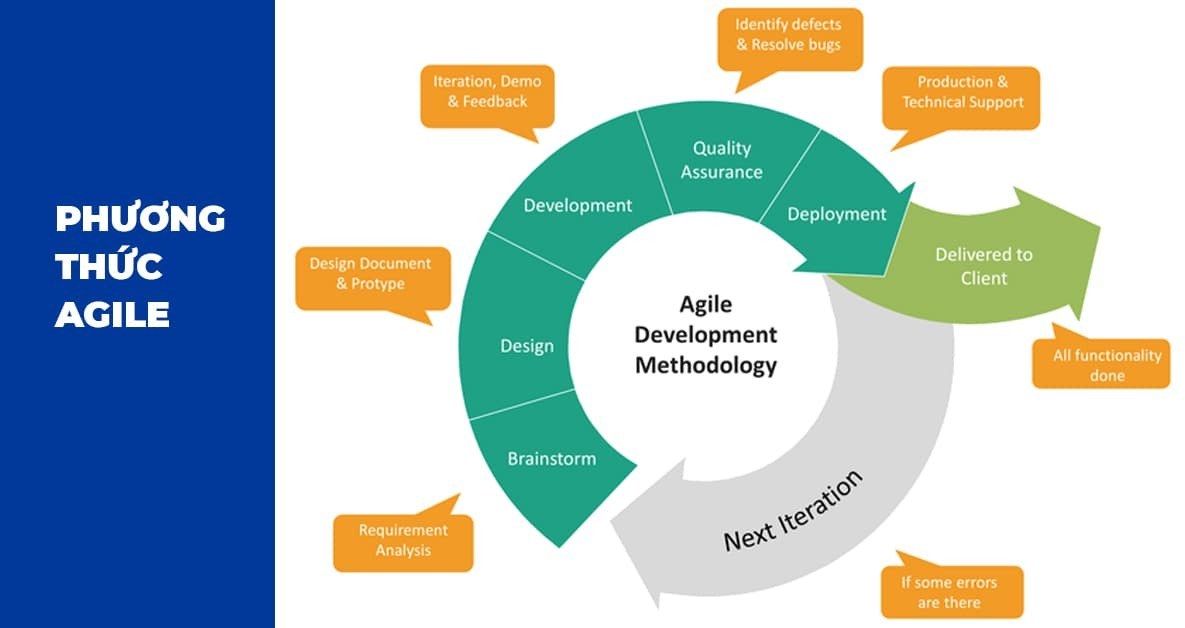 PHƯƠNG
THỨC
AGILE
Identify defects
& Resolve bugs
Iteration, Demo
& Feedback
Production &
Technical Support
Quality
Assurance
Development
Deployment
Delivered to
Client
Design Document
& Protype
Agile
Development
Methodology
Design
All functionality
done
Brainstorm
Next Iteration
Requirement
Analysis
If some errors
are there